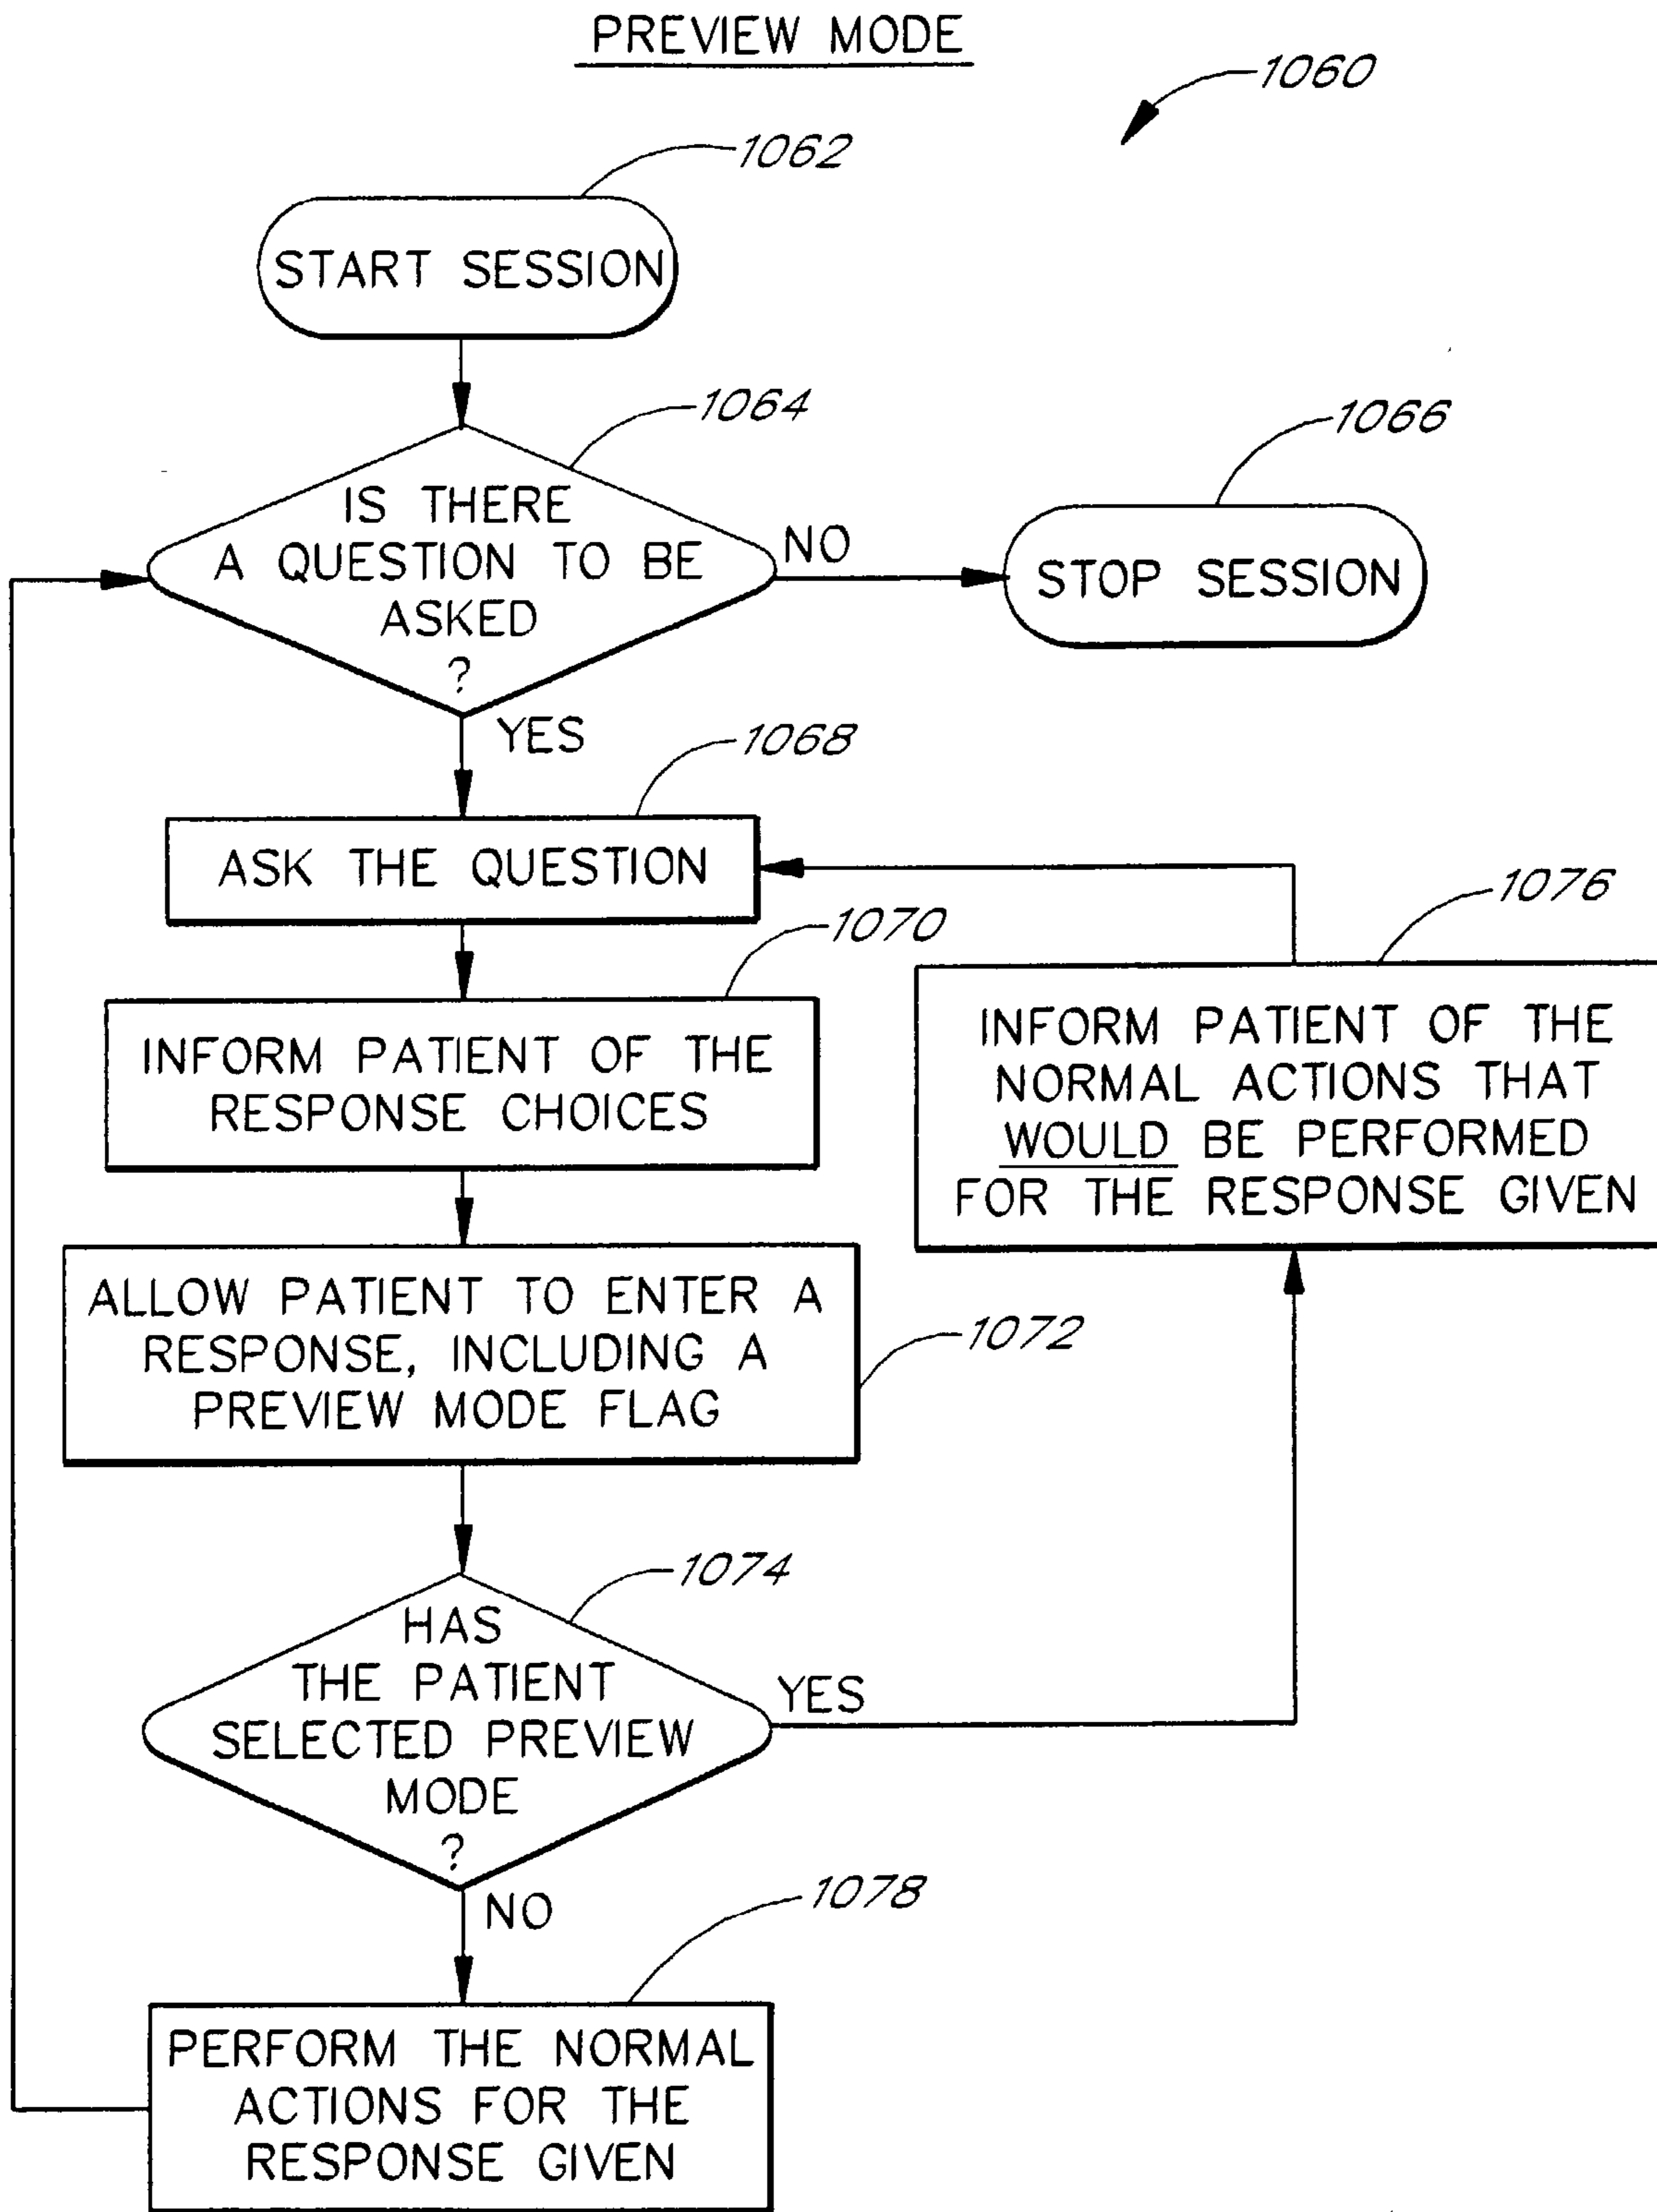 PREVIEW MODE
1060
1062
START SESSION
1064
1066
IS THERE
A QUESTION TO BE
ASKED
?
NO
STOP SESSION
YES
1068
ASK THE QUESTION
1076
1070
INFORM PATIENT OF THE
RESPONSE CHOICES
INFORM PATIENT OF THE
NORMAL ACTIONS THAT
WOULD BE PERFORMED
FOR THE RESPONSE GIVEN
ALLOW PATIENT TO ENTER A
RESPONSE, INCLUDING A
PREVIEW MODE FLAG
1072
1074
HAS
THE PATIENT
SELECTED PREVIEW
MODE
?
YES
NO
1078
PERFORM THE NORMAL
ACTIONS FOR THE
RESPONSE GIVEN